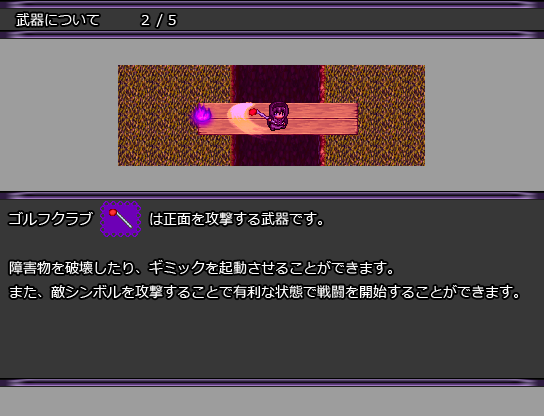 武器について　　２／５
ゴルフクラブ　は正面を攻撃する武器です。
障害物を破壊したり、ギミックを起動させることができます。
また、敵シンボルを攻撃することで有利な状態で戦闘を開始することができます。